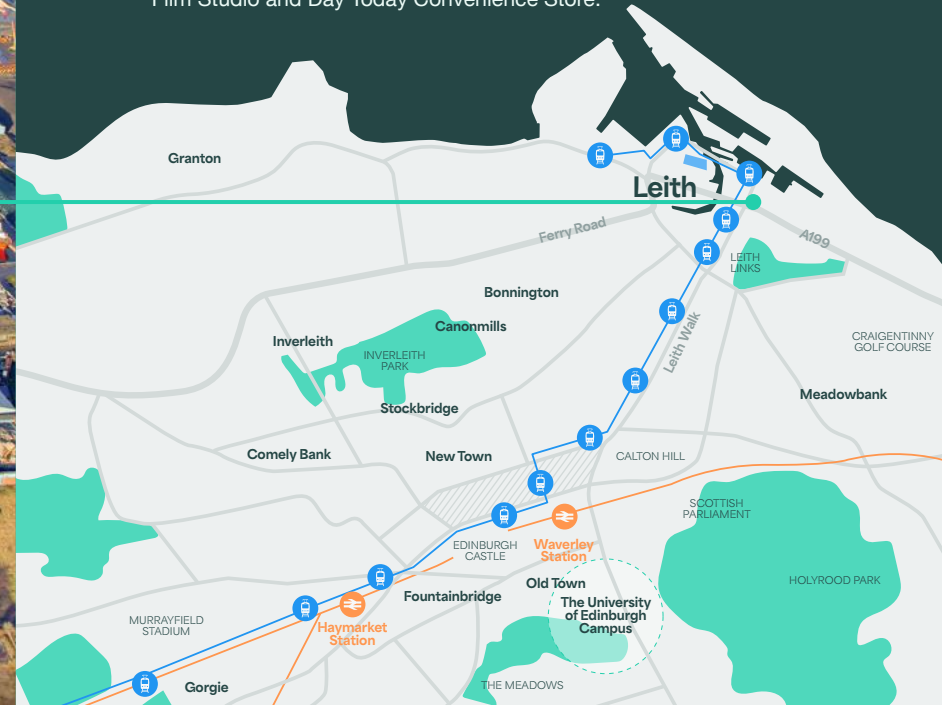 Film Studio and Day Today Convenience Store.
Granton
Leith
Ferry Road
A199
LEITH
LINKS
Bonnington
Canonmills
Inverleith
INVERLEITH
PARK
Leith Walk
CRAIGENTINNY
GOLF COURSE
Meadowbank
Stockbridge
Comely Bank
New Town
CALTON HILL
SCOTTISH
PARLIAMENT
EDINBURGH
CASTLE
Waverley
Station
HOLYROOD PARK
Old Town
Fountainbridge
The University
of Edinburgh
Campus
MURRAYFIELD
STADIUM
Haymarket
Station
Gorgie
THE MEADOWS